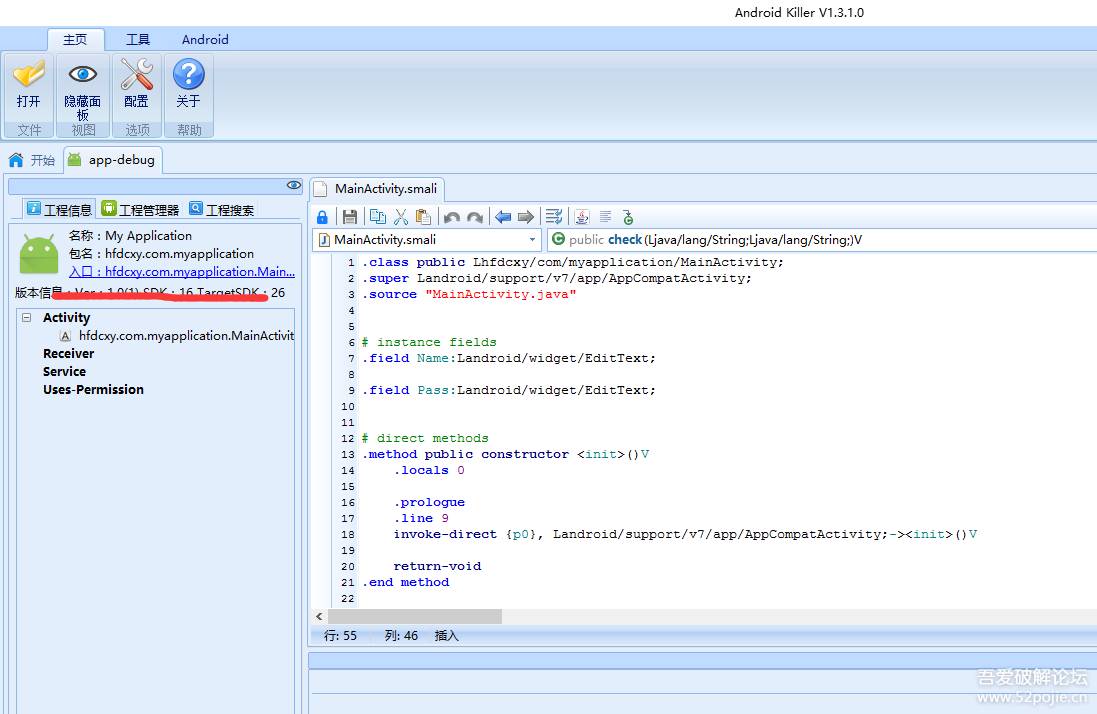 Android Killer V1.3.1.0
主页 工具 Android
打开 隐藏面板 配置 关于
文件 视图 选项 帮助
开始 app-debug
工程信息 工程管理器 工程搜索
名称：My Application
包名：hfdcxy.com.myapplication
入口：hfdcxy.com.myapplication.Main...
版本信息：Ver：1.0(1) SDK：16 TargetSDK：26
Activity
A hfdcxy.com.myapplication.MainActivit
Receiver
Service
Uses-Permission
MainActivity.smali
MainActivity.smali
public check(Ljava/lang/String;Ljava/lang/String;)V
1 .class public Lhfdcxy/com/myapplication/MainActivity;
2 .super Landroid/support/v7/app/AppCompatActivity;
3 .source "MainActivity.java"
4
5
6 # instance fields
7 .field Name:Landroid/widget/EditText;
8
9 .field Pass:Landroid/widget/EditText;
10
11
12 # direct methods
13 .method public constructor <init>()V
14 .locals 0
15
16 .prologue
17 .line 9
18 invoke-direct {p0}, Landroid/support/v7/app/AppCompatActivity;-><init>()V
19
20 return-void
21 .end method
22
行: 55 列: 46 插入
吾爱破解论坛
www.52pojie.cn